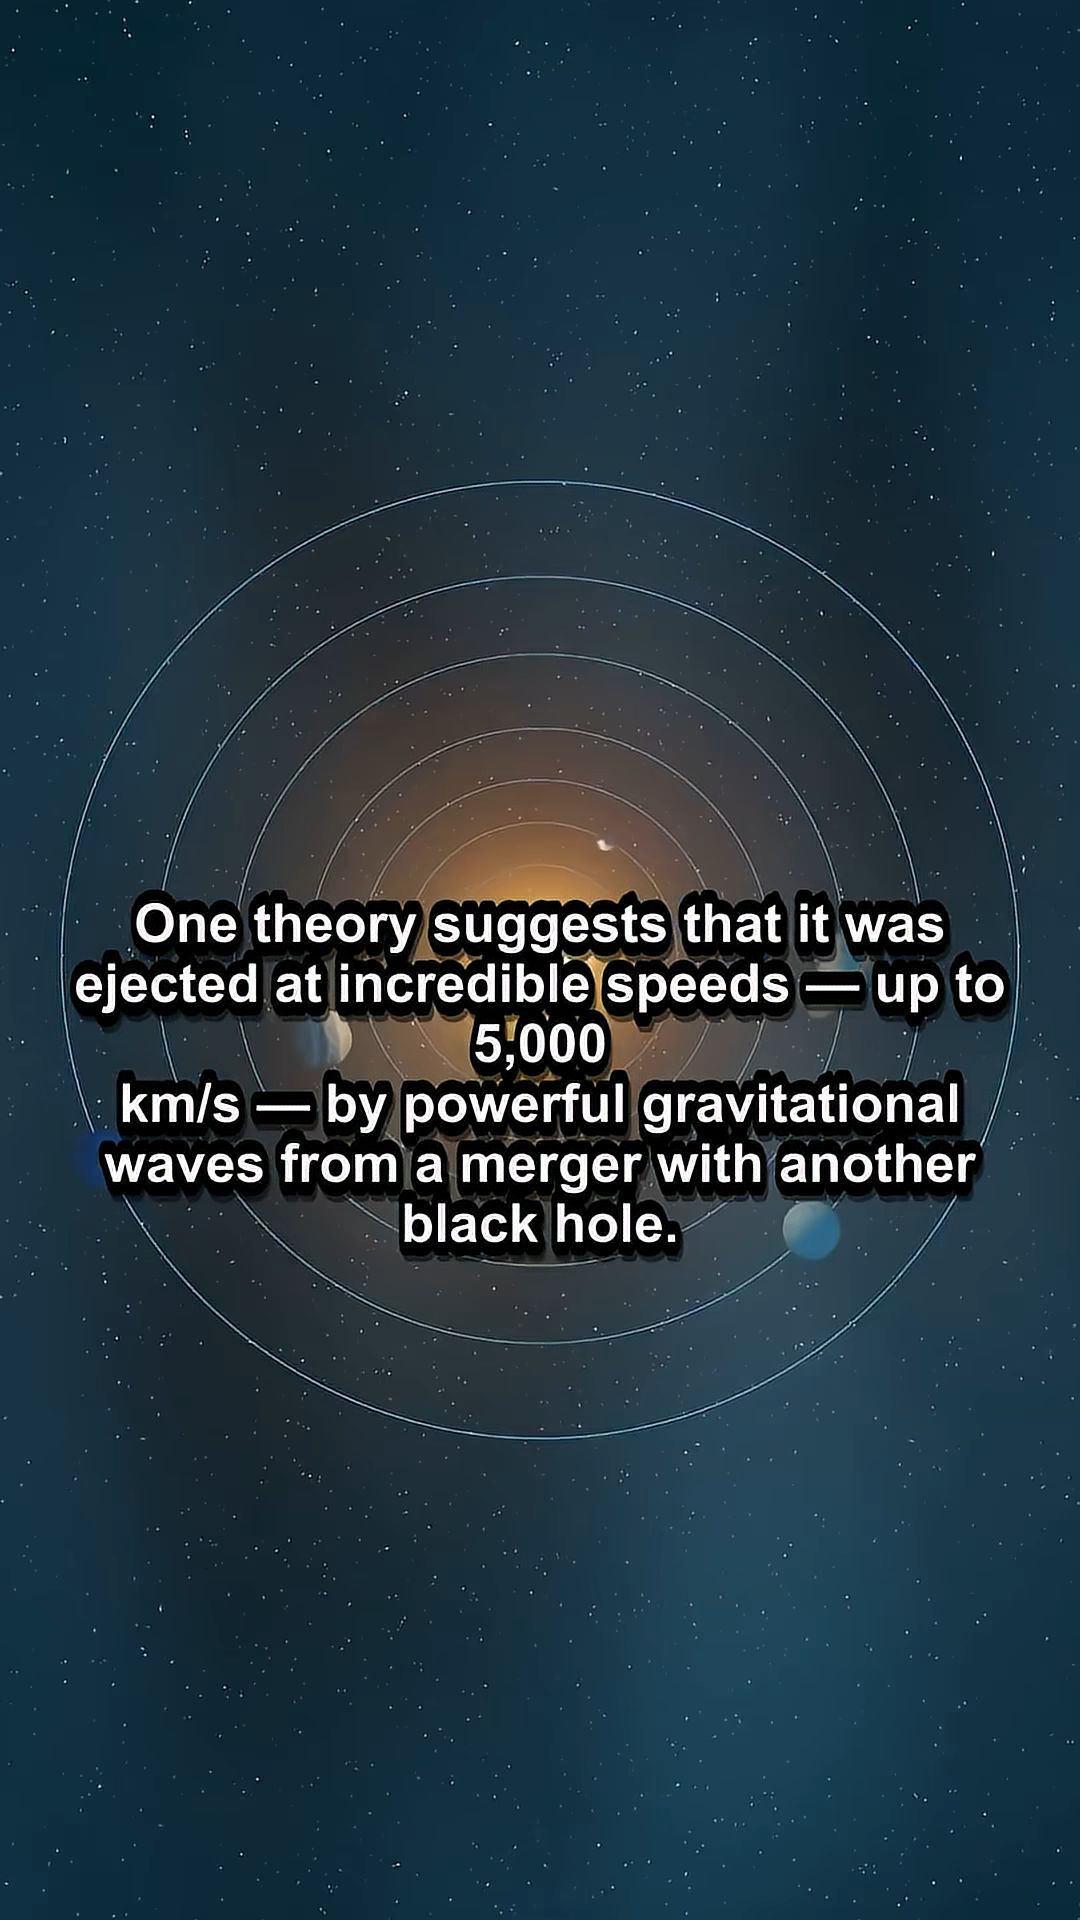 One theory suggests that it was
ejected at incredible speeds — up to
5,000
km/s — by powerful gravitational
waves from a merger with another
black hole.